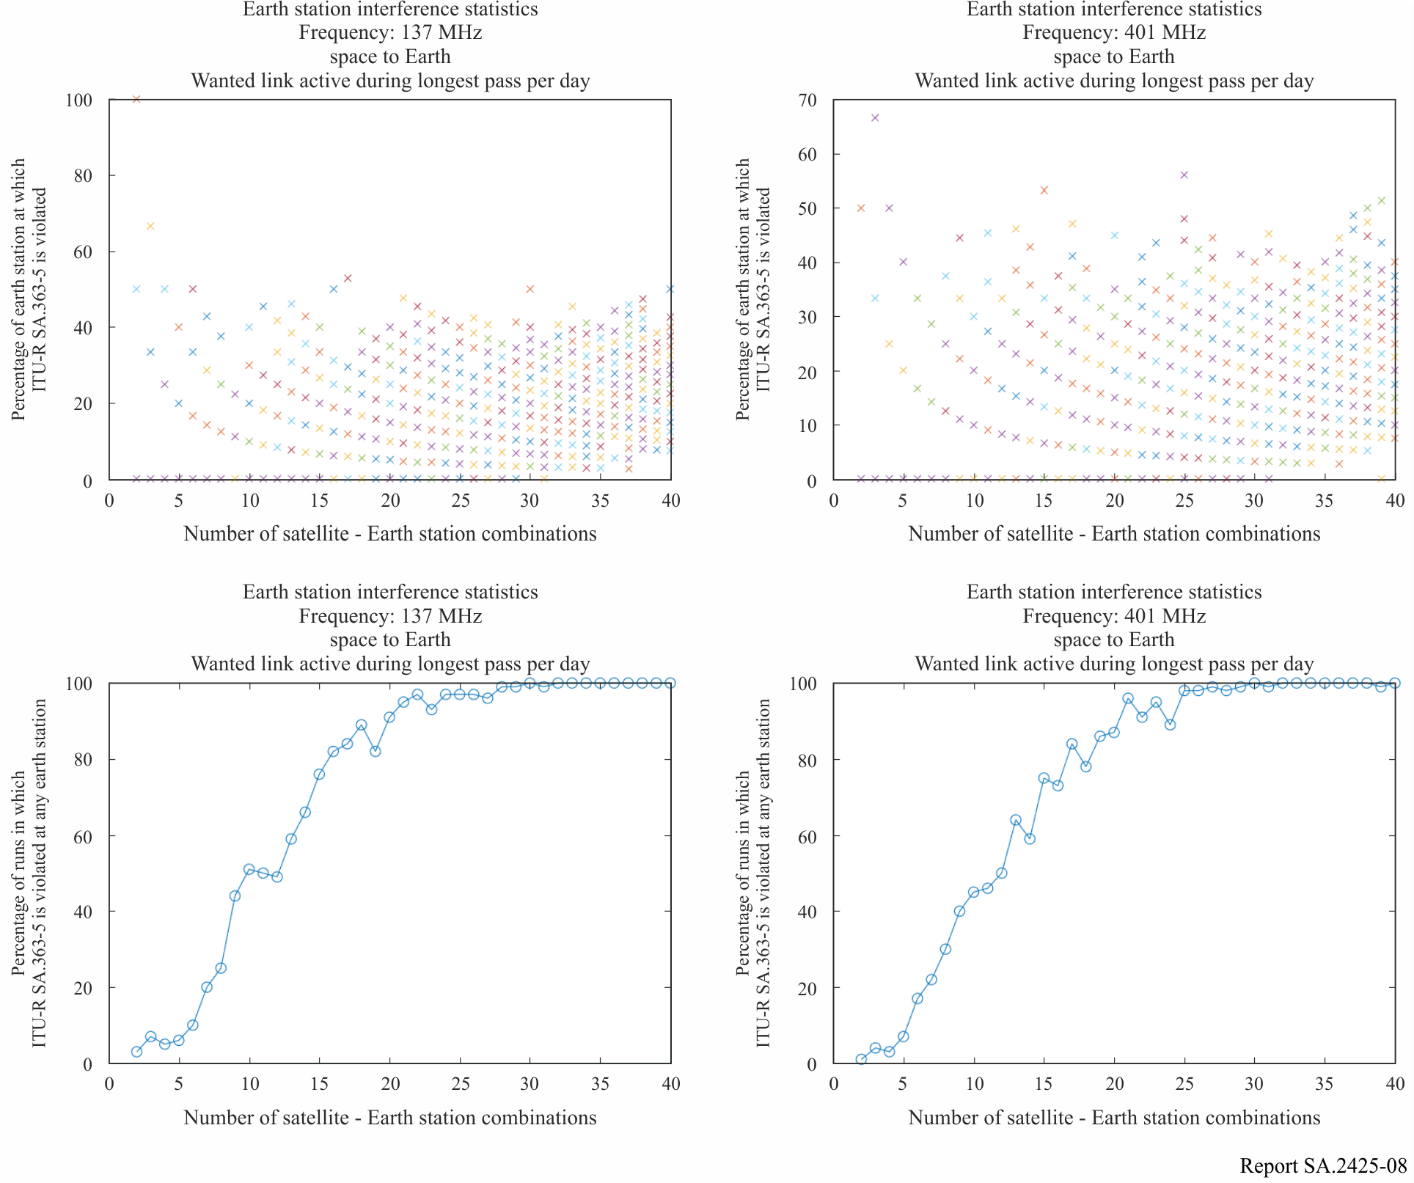 Earth station interference statistics
Frequency: 137 MHz
space to Earth
Wanted link active during longest pass per day
Percentage of earth station at which
ITU-R SA.363-5 is violated
100
80
60
40
20
0
0 5 10 15 20 25 30 35 40
Number of satellite - Earth station combinations
Earth station interference statistics
Frequency: 401 MHz
space to Earth
Wanted link active during longest pass per day
Percentage of earth station at which
ITU-R SA.363-5 is violated
70
60
50
40
30
20
10
0
0 5 10 15 20 25 30 35 40
Number of satellite - Earth station combinations
Earth station interference statistics
Frequency: 137 MHz
space to Earth
Wanted link active during longest pass per day
Percentage of runs in which
ITU-R SA.363-5 is violated at any earth station
100
80
60
40
20
0
0 5 10 15 20 25 30 35 40
Number of satellite - Earth station combinations
Earth station interference statistics
Frequency: 401 MHz
space to Earth
Wanted link active during longest pass per day
Percentage of runs in which
ITU-R SA.363-5 is violated at any earth station
100
80
60
40
20
0
0 5 10 15 20 25 30 35 40
Number of satellite - Earth station combinations
Report SA.2425-08